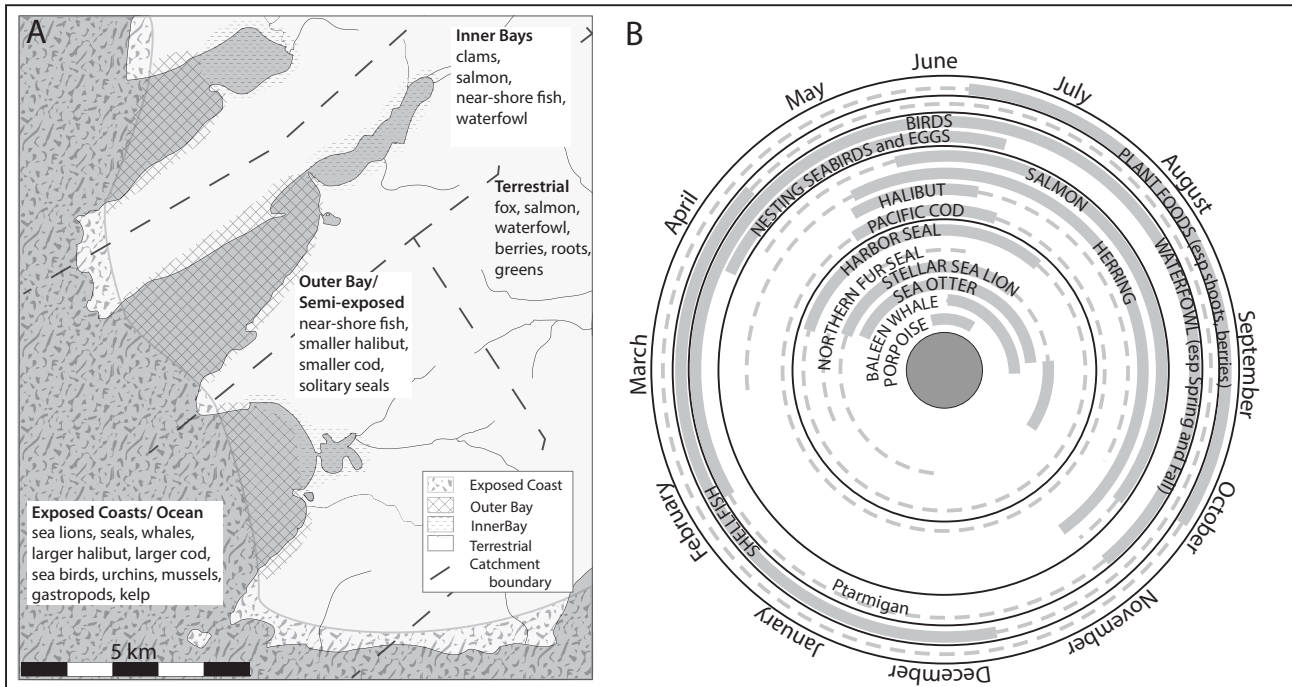 A
Inner Bays
clams,
salmon,
near-shore fish,
waterfowl
Terrestrial
fox, salmon,
waterfowl,
berries, roots,
greens
Outer Bay/
Semi-exposed
near-shore fish,
smaller halibut,
smaller cod,
solitary seals
Exposed Coasts/ Ocean
sea lions, seals, whales,
larger halibut, larger cod,
sea birds, urchins, mussels,
gastropods, kelp
Exposed Coast
Outer Bay
InnerBay
Terrestrial
Catchment
boundary
5 km
B
June
July
August
September
October
November
December
January
February
March
April
May
PLANT FOODS (esp shoots, berries)
SHELLFISH
BIRDS
WATERFOWL (esp Spring and Fall)
NESTING SEABIRDS and EGGS
Ptarmigan
SALMON
HERRING
HALIBUT
PACIFIC COD
HARBOR SEAL
NORTHERN FUR SEAL
STELLAR SEA LION
SEA OTTER
BALEEN WHALE
PORPOISE